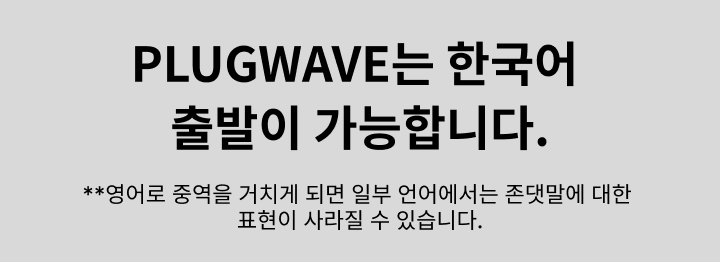 PLUGWAVE는 한국어
출발이 가능합니다.
**영어로 중역을 거치게 되면 일부 언어에서는 존댓말에 대한
표현이 사라질 수 있습니다.